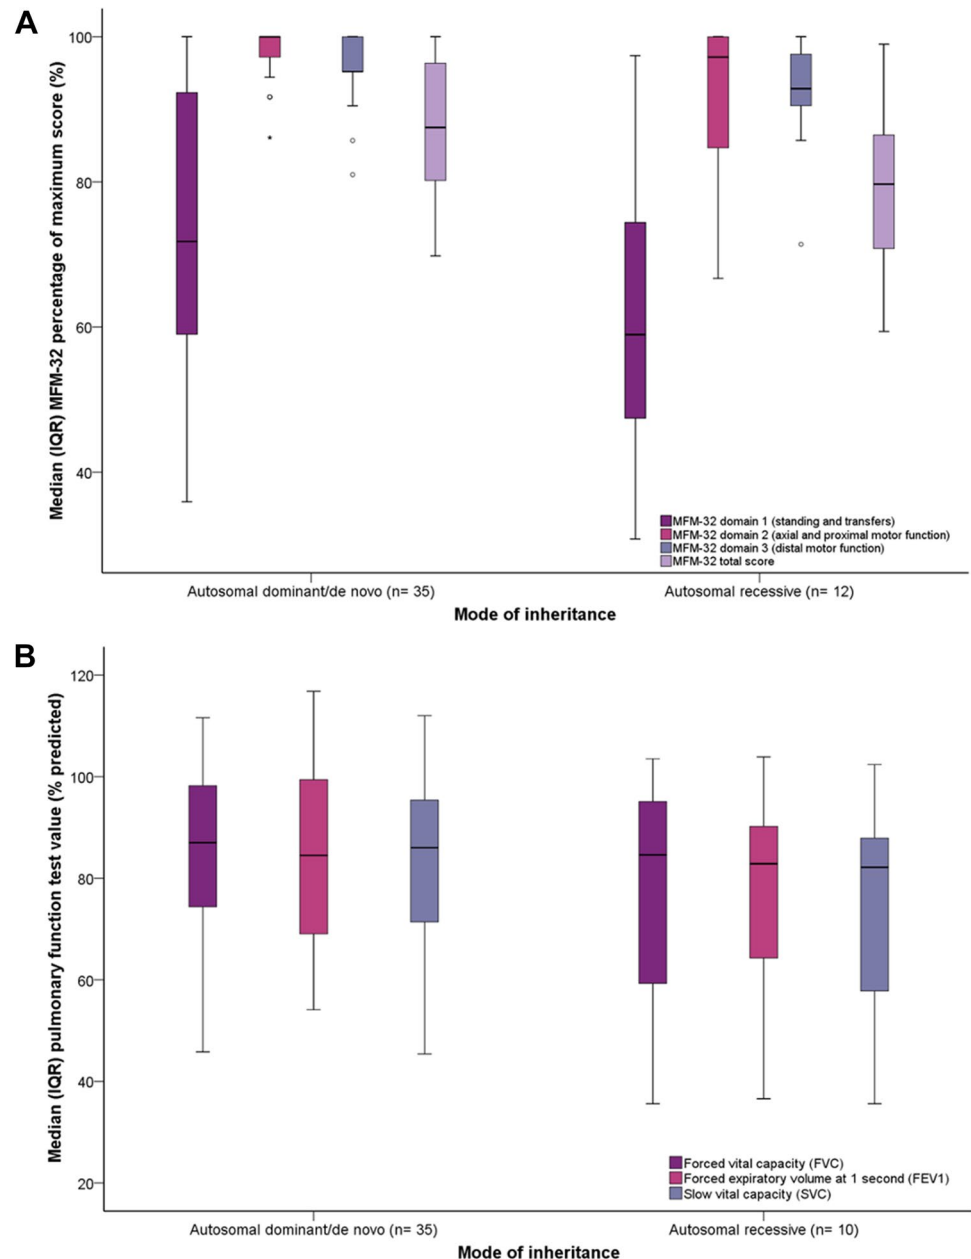 A
Median (IQR) MFM-32 percentage of maximum score (%)
100
80
60
40
MFM-32 domain 1 (standing and transfers)
MFM-32 domain 2 (axial and proximal motor function)
MFM-32 domain 3 (distal motor function)
MFM-32 total score
Autosomal dominant/de novo (n= 35)
Autosomal recessive (n= 12)
Mode of inheritance
B
Median (IQR) pulmonary function test value (% predicted)
120
100
80
60
40
20
Forced vital capacity (FVC)
Forced expiratory volume at 1 second (FEV1)
Slow vital capacity (SVC)
Autosomal dominant/de novo (n= 35)
Autosomal recessive (n= 10)
Mode of inheritance